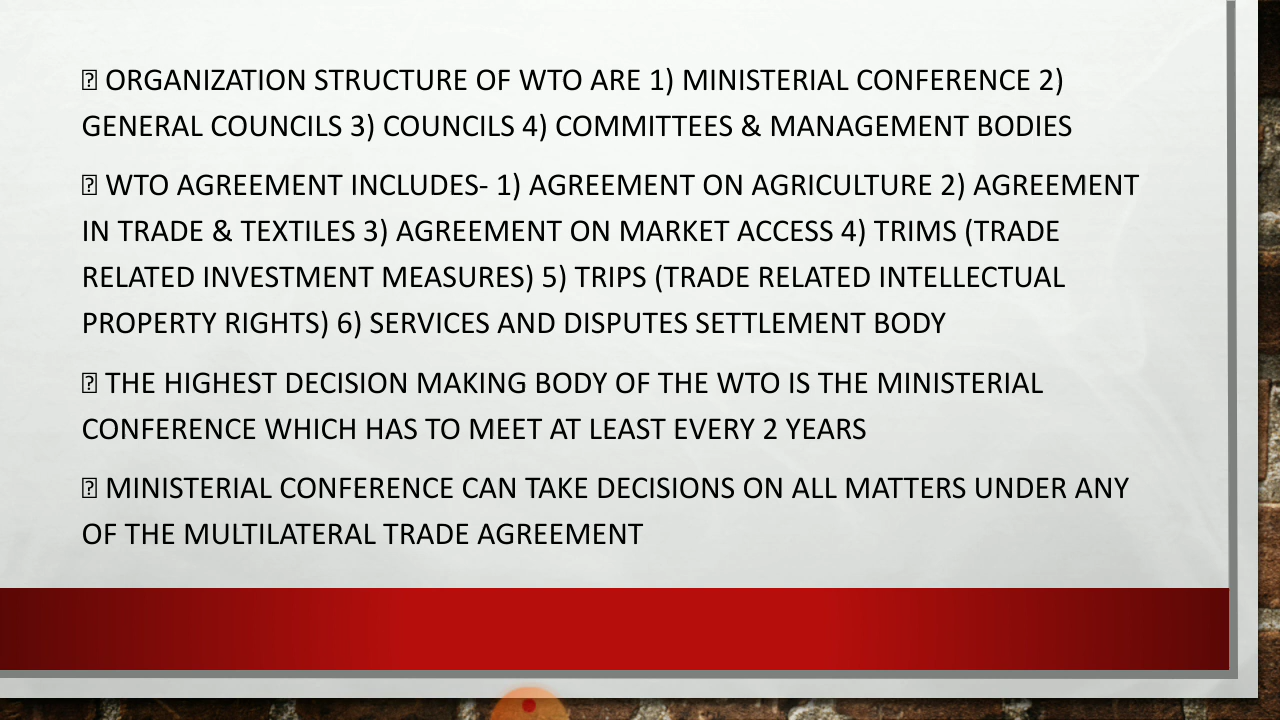 ⍰ ORGANIZATION STRUCTURE OF WTO ARE 1) MINISTERIAL CONFERENCE 2)
GENERAL COUNCILS 3) COUNCILS 4) COMMITTEES & MANAGEMENT BODIES
⍰ WTO AGREEMENT INCLUDES- 1) AGREEMENT ON AGRICULTURE 2) AGREEMENT
IN TRADE & TEXTILES 3) AGREEMENT ON MARKET ACCESS 4) TRIMS (TRADE
RELATED INVESTMENT MEASURES) 5) TRIPS (TRADE RELATED INTELLECTUAL
PROPERTY RIGHTS) 6) SERVICES AND DISPUTES SETTLEMENT BODY
⍰ THE HIGHEST DECISION MAKING BODY OF THE WTO IS THE MINISTERIAL
CONFERENCE WHICH HAS TO MEET AT LEAST EVERY 2 YEARS
⍰ MINISTERIAL CONFERENCE CAN TAKE DECISIONS ON ALL MATTERS UNDER ANY
OF THE MULTILATERAL TRADE AGREEMENT